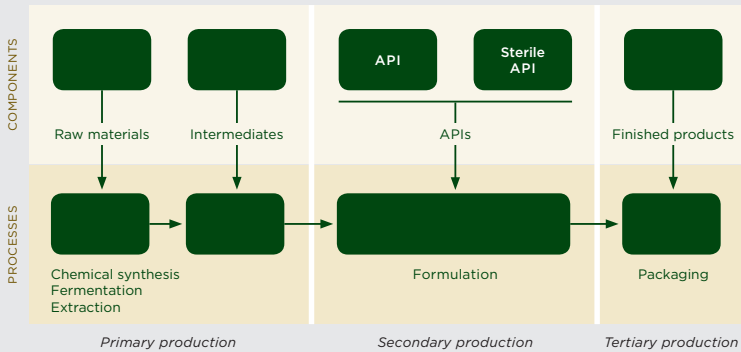 COMPONENTS
API
Sterile
API
Raw materials
Intermediates
APIs
Finished products
PROCESSES
Chemical synthesis
Fermentation
Extraction
Formulation
Packaging
Primary production
Secondary production
Tertiary production